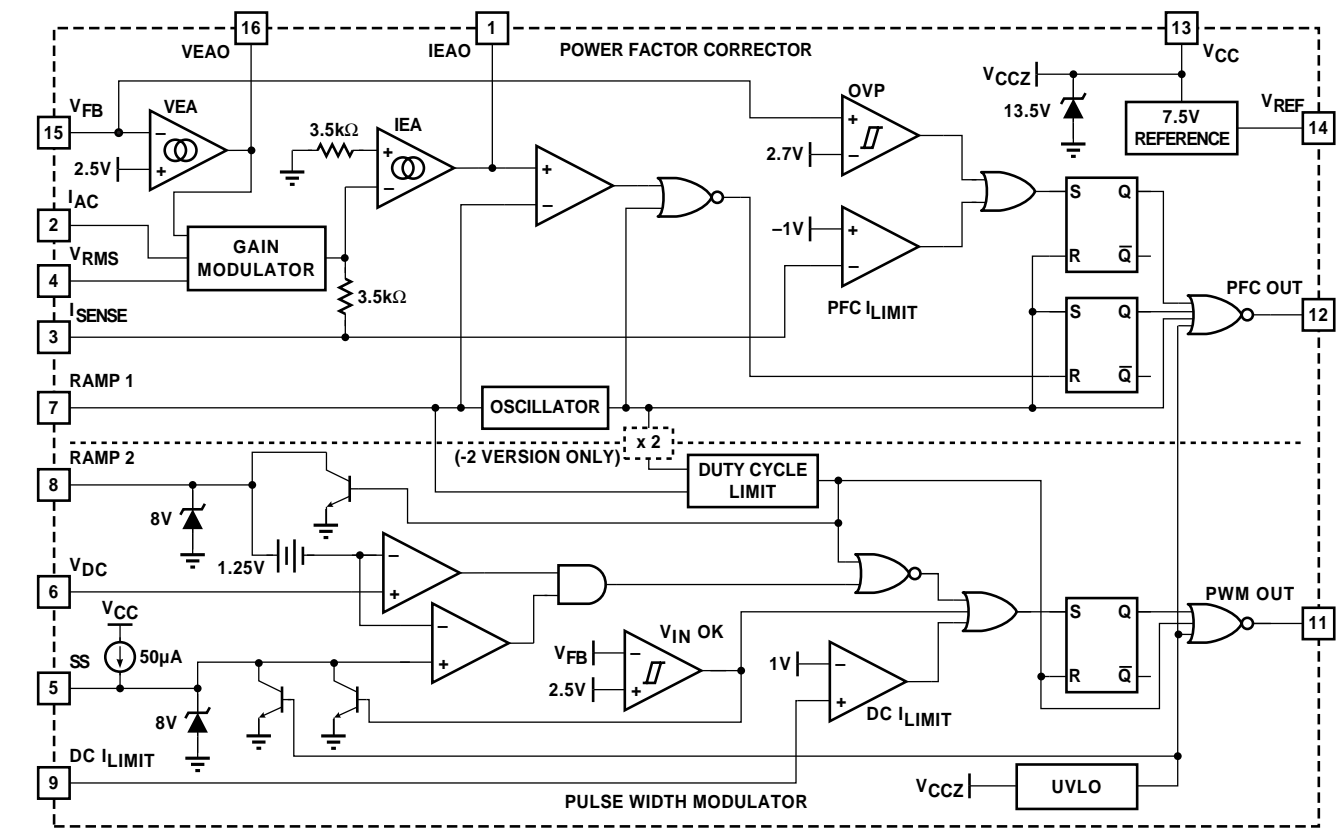 16
1
13
VEAO
IEAO
POWER FACTOR CORRECTOR
VCC
VCCZ
13.5V
7.5V
REFERENCE
VREF
14
VFB
15
VEA
−
+
2.5V
3.5kΩ
IEA
+
−
+
−
OVP
+
−
2.7V
IAC
2
VRMS
4
GAIN
MODULATOR
3.5kΩ
ISENSE
3
–1V
+
−
PFC ILIMIT
S
Q
R
Q
S
Q
R
Q
PFC OUT
12
RAMP 1
7
OSCILLATOR
x 2
(-2 VERSION ONLY)
RAMP 2
8
DUTY CYCLE
LIMIT
8V
1.25V
−
+
VDC
6
VCC
50µA
SS
5
−
+
8V
VIN OK
VFB
−
2.5V
+
1V
−
+
DC ILIMIT
S
Q
R
Q
PWM OUT
11
DC ILIMIT
9
PULSE WIDTH MODULATOR
VCCZ
UVLO